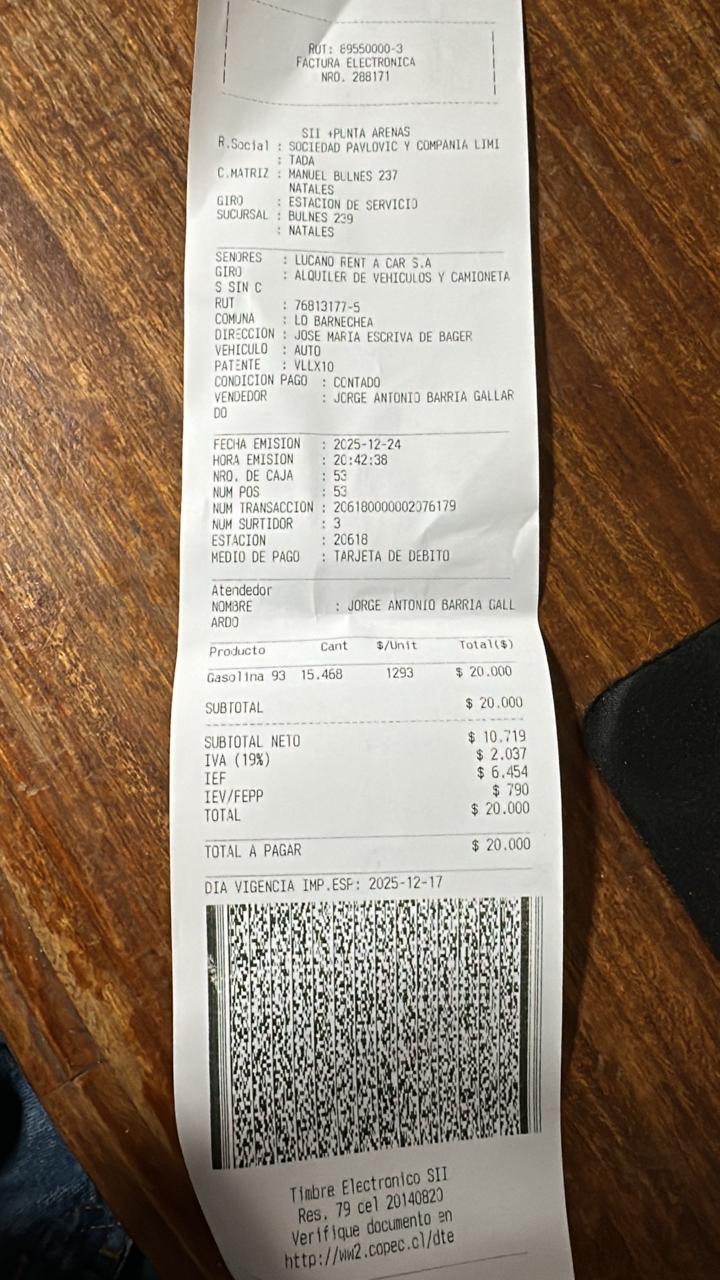 RUT: 89550000-3
FACTURA ELECTRONICA
NRO. 288171
SII +PUNTA ARENAS
R.Social : SOCIEDAD PAVLOVIC Y COMPANIA LIMI
: TADA
C.MATRIZ : MANUEL BULNES 237
NATALES
GIRO : ESTACION DE SERVICIO
SUCURSAL : BULNES 239
: NATALES
SENORES : LUCANO RENT A CAR S.A
GIRO : ALQUILER DE VEHICULOS Y CAMIONETA
S SIN C
RUT : 76813177-5
COMUNA : LO BARNECHEA
DIRECCION : JOSE MARIA ESCRIVA DE BAGER
VEHICULO : AUTO
PATENTE : VLLX10
CONDICION PAGO : CONTADO
VENDEDOR : JORGE ANTONIO BARRIA GALLAR
DO
FECHA EMISION : 2025-12-24
HORA EMISION : 20:42:38
NRO. DE CAJA : 53
NUM POS : 53
NUM TRANSACCION : 206180000002076179
NUM SURTIDOR : 3
ESTACION : 20618
MEDIO DE PAGO : TARJETA DE DEBITO
Atendedor
NOMBRE : JORGE ANTONIO BARRIA GALL
ARDO
Producto Cant $/Unit Total($)
Gasolina 93 15.468 1293 $ 20.000
SUBTOTAL $ 20.000
SUBTOTAL NETO $ 10.719
IVA (19%) $ 2.037
IEF $ 6.454
IEV/FEPP $ 790
TOTAL $ 20.000
TOTAL A PAGAR $ 20.000
DIA VIGENCIA IMP.ESP: 2025-12-17
Timbre Electronico SII
Res. 79 del 20140820
Verifique documento en
http://ww2.copec.cl/dte